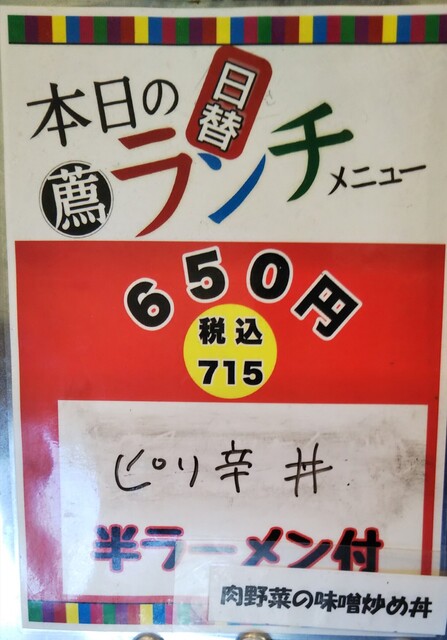 本日の
日替
薦
ランチ
メニュー
650円
税込
715
ピリ辛丼
半ラーメン付
肉野菜の味噌炒め丼